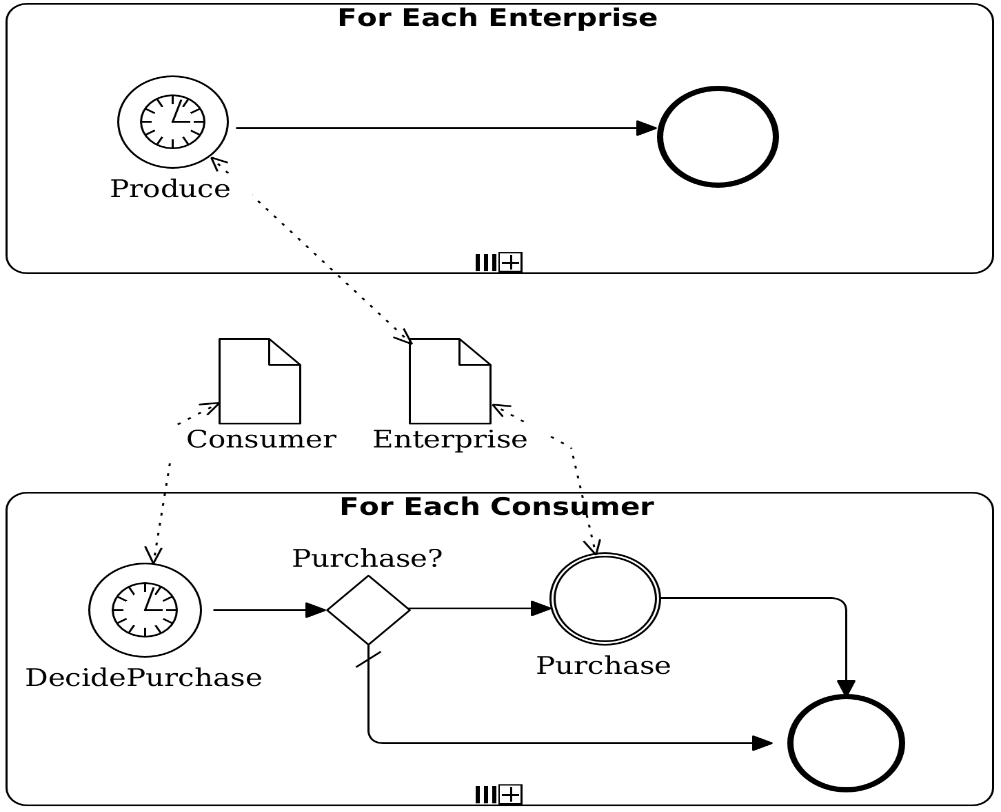 For Each Enterprise
Produce
Consumer
Enterprise
For Each Consumer
Purchase?
DecidePurchase
Purchase